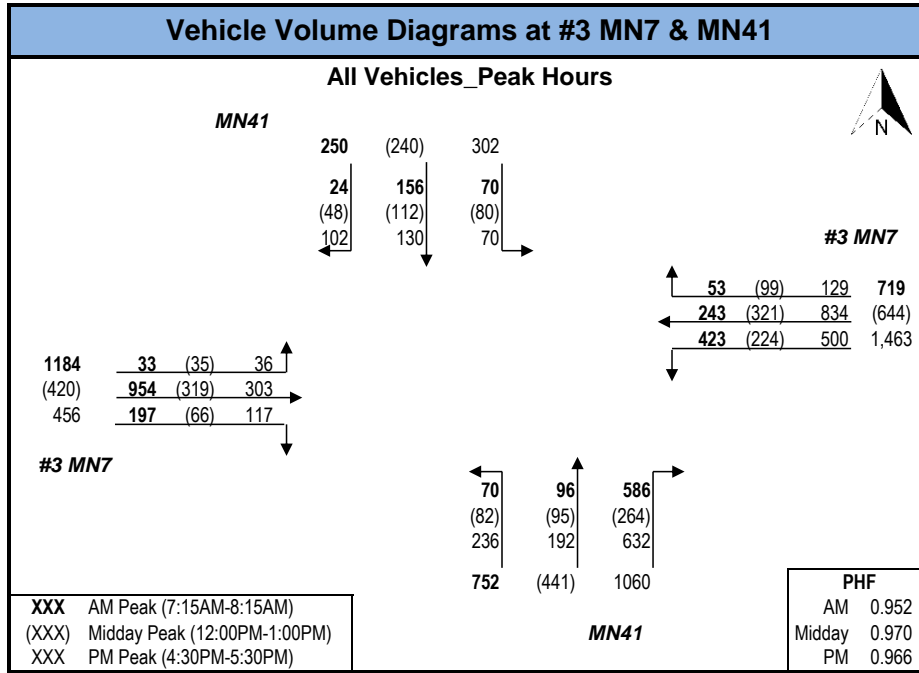 Vehicle Volume Diagrams at #3 MN7 & MN41
All Vehicles_Peak Hours
N
MN41
250 (240) 302
24 156 70
(48) (112) (80)
102 130 70
#3 MN7
53 (99) 129 719
243 (321) 834 (644)
423 (224) 500 1,463
1184 33 (35) 36
(420) 954 (319) 303
456 197 (66) 117
#3 MN7
70 96 586
(82) (95) (264)
236 192 632
752 (441) 1060
MN41
XXX AM Peak (7:15AM-8:15AM)
(XXX) Midday Peak (12:00PM-1:00PM)
XXX PM Peak (4:30PM-5:30PM)
PHF
AM 0.952
Midday 0.970
PM 0.966